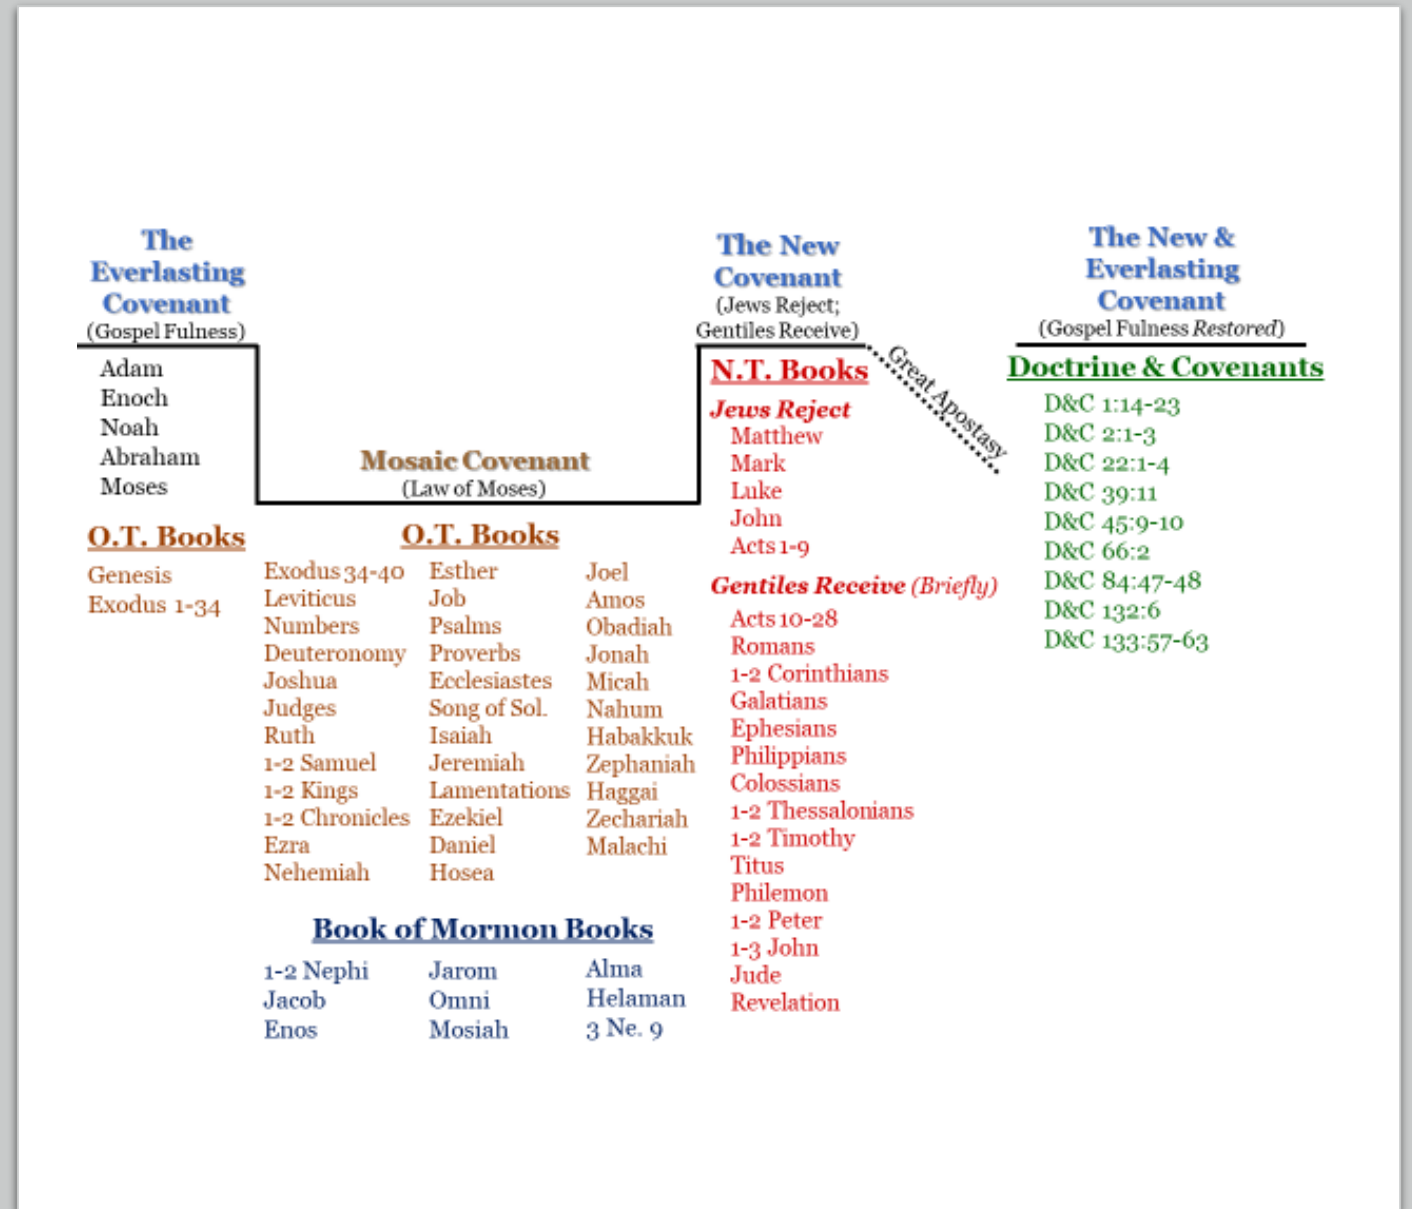 The
Everlasting
Covenant
(Gospel Fulness)
Adam
Enoch
Noah
Abraham
Moses
O.T. Books
Genesis
Exodus 1-34
Mosaic Covenant
(Law of Moses)
O.T. Books
Exodus 34-40
Leviticus
Numbers
Deuteronomy
Joshua
Judges
Ruth
1-2 Samuel
1-2 Kings
1-2 Chronicles
Ezra
Nehemiah
Esther
Job
Psalms
Proverbs
Ecclesiastes
Song of Sol.
Isaiah
Jeremiah
Lamentations
Ezekiel
Daniel
Hosea
Joel
Amos
Obadiah
Jonah
Micah
Nahum
Habakkuk
Zephaniah
Haggai
Zechariah
Malachi
Book of Mormon Books
1-2 Nephi
Jacob
Enos
Jarom
Omni
Mosiah
Alma
Helaman
3 Ne. 9
The New
Covenant
(Jews Reject;
Gentiles Receive)
N.T. Books
Jews Reject
Matthew
Mark
Luke
John
Acts 1-9
Gentiles Receive (Briefly)
Acts 10-28
Romans
1-2 Corinthians
Galatians
Ephesians
Philippians
Colossians
1-2 Thessalonians
1-2 Timothy
Titus
Philemon
1-2 Peter
1-3 John
Jude
Revelation
Great Apostasy
The New &
Everlasting
Covenant
(Gospel Fulness Restored)
Doctrine & Covenants
D&C 1:14-23
D&C 2:1-3
D&C 22:1-4
D&C 39:11
D&C 45:9-10
D&C 66:2
D&C 84:47-48
D&C 132:6
D&C 133:57-63